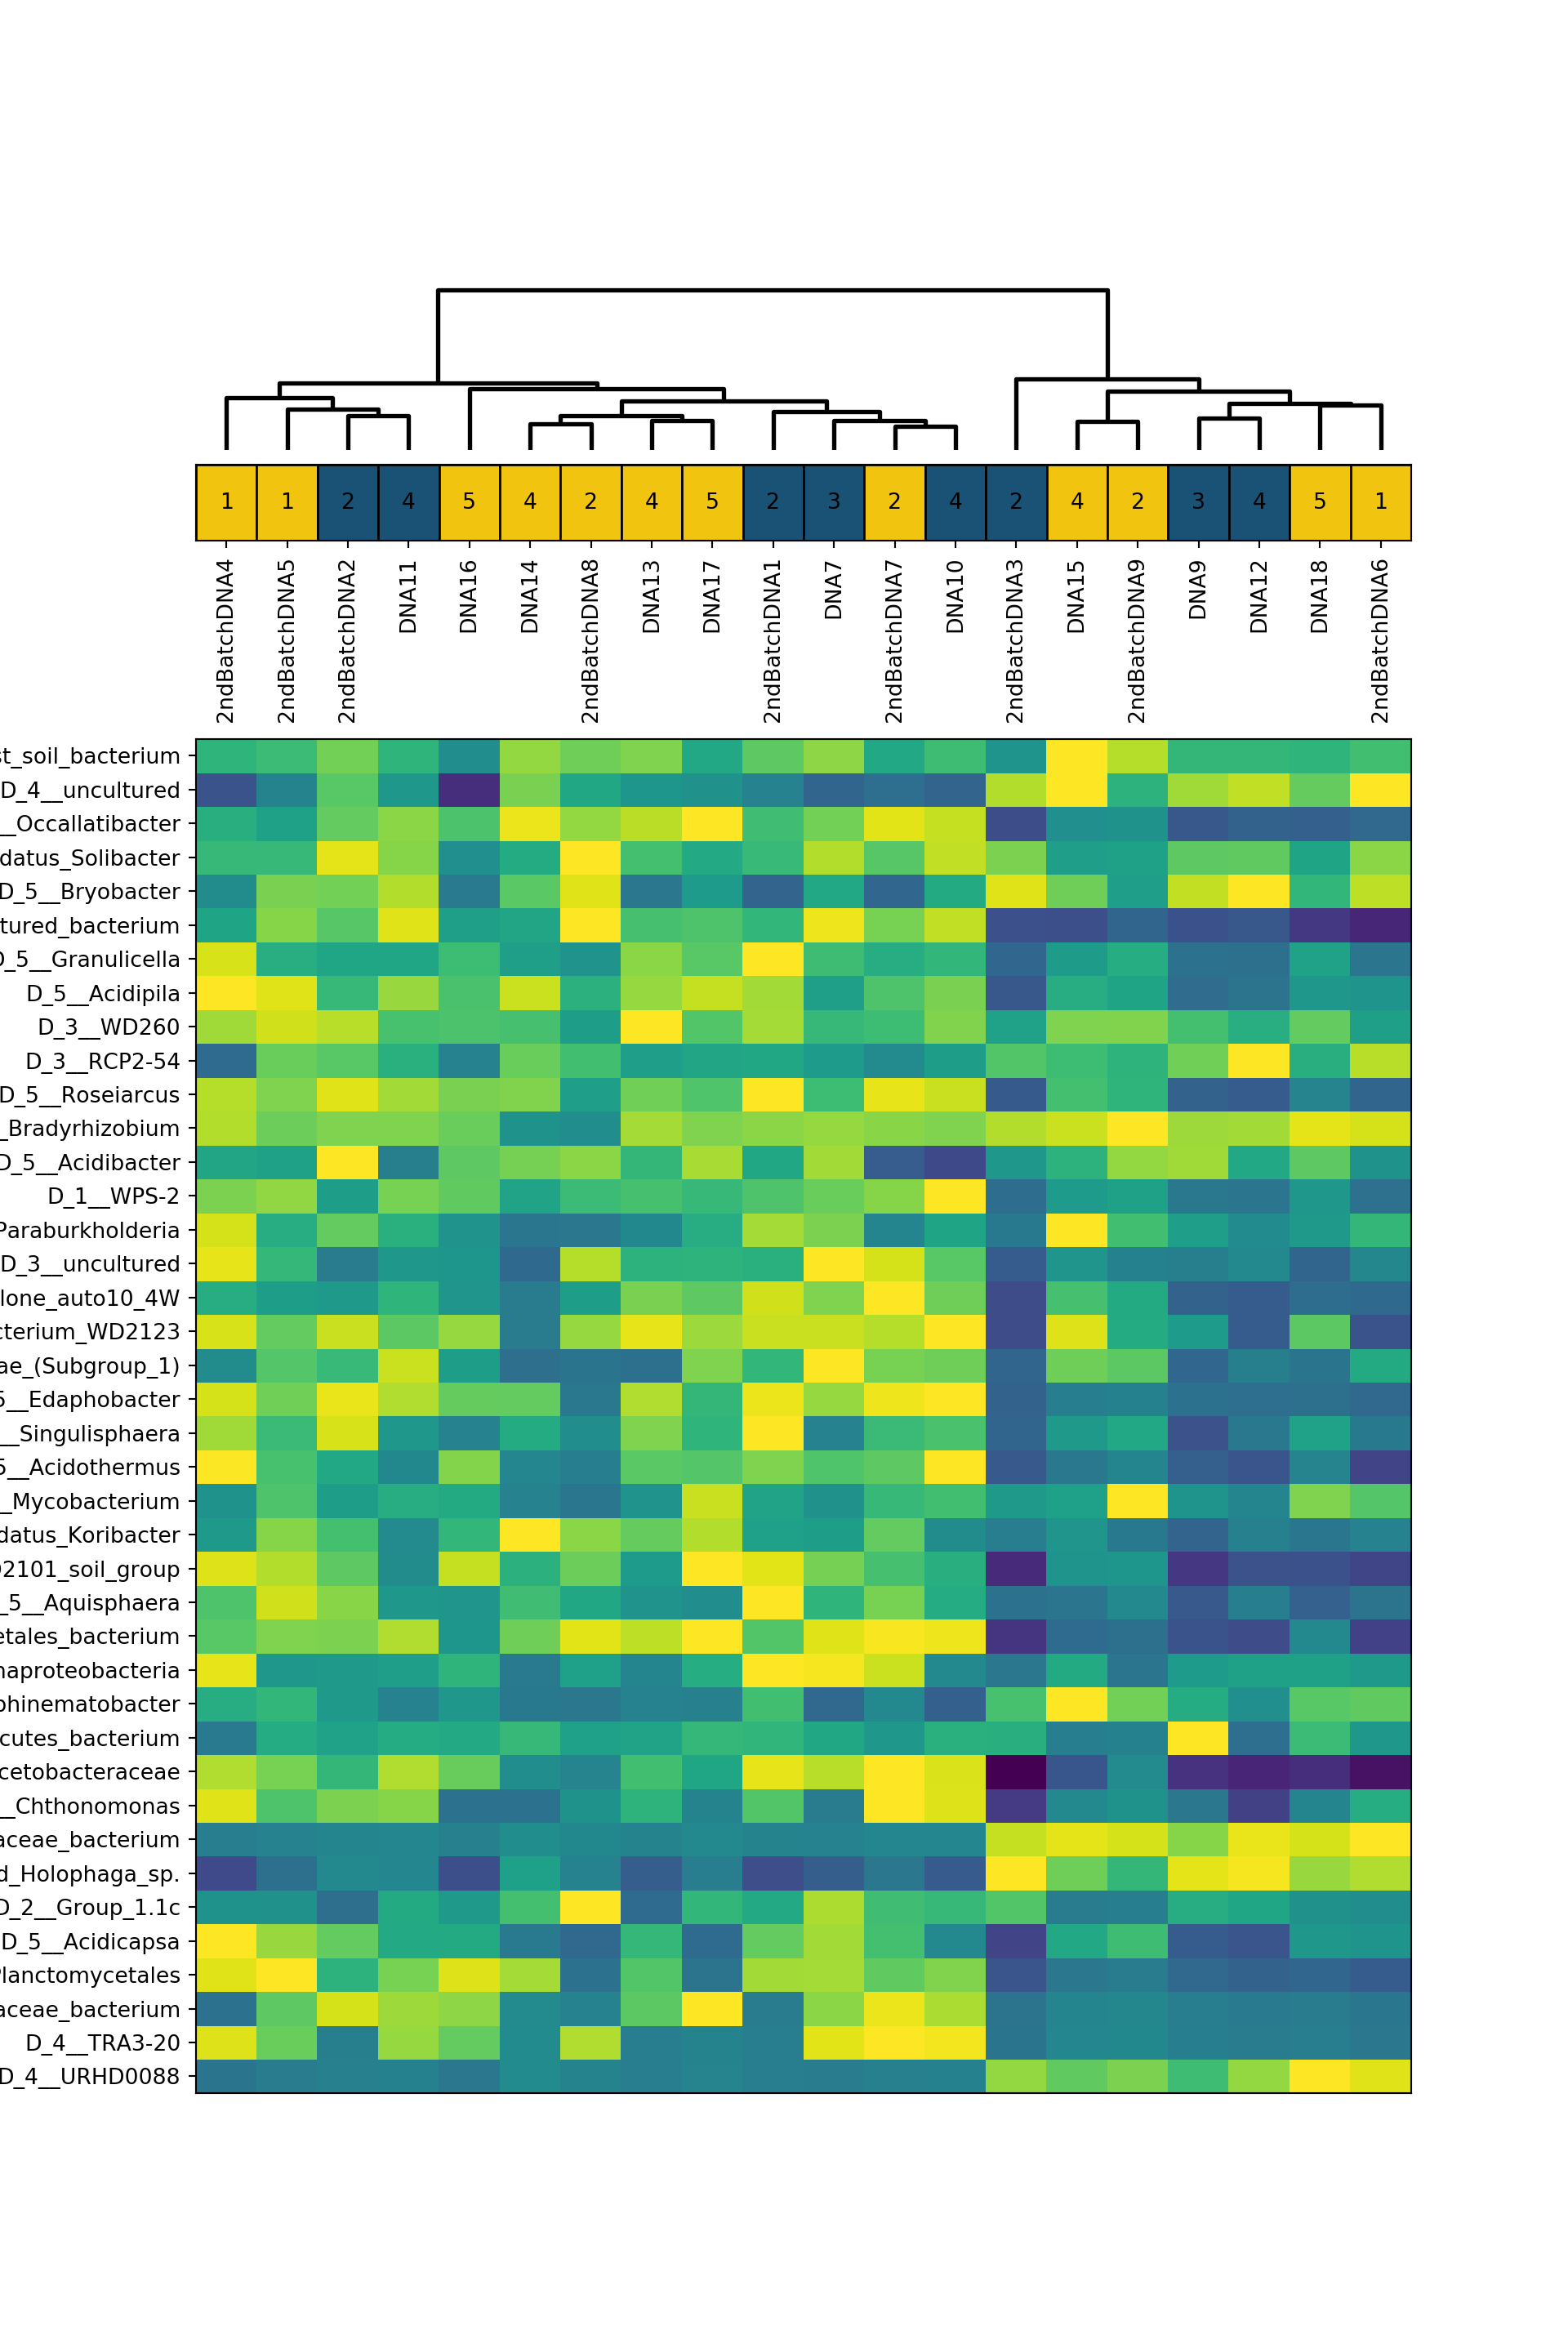 1 1 2 4 5 4 2 4 5 2 3 2 4 2 4 2 3 4 5 1
2ndBatchDNA4
2ndBatchDNA5
2ndBatchDNA2
DNA11
DNA16
DNA14
2ndBatchDNA8
DNA13
DNA17
2ndBatchDNA1
DNA7
2ndBatchDNA7
DNA10
2ndBatchDNA3
DNA15
2ndBatchDNA9
DNA9
DNA12
DNA18
2ndBatchDNA6
st_soil_bacterium
D_4__uncultured
__Occallatibacter
datus_Solibacter
D_5__Bryobacter
tured_bacterium
D_5__Granulicella
D_5__Acidipila
D_3__WD260
D_3__RCP2-54
D_5__Roseiarcus
_Bradyrhizobium
D_5__Acidibacter
D_1__WPS-2
Paraburkholderia
D_3__uncultured
lone_auto10_4W
cterium_WD2123
ae_(Subgroup_1)
5__Edaphobacter
__Singulisphaera
5__Acidothermus
_Mycobacterium
datus_Koribacter
2101_soil_group
_5__Aquisphaera
etales_bacterium
naproteobacteria
phinematobacter
cutes_bacterium
cetobacteraceae
__Chthonomonas
aceae_bacterium
d_Holophaga_sp.
D_2__Group_1.1c
D_5__Acidicapsa
Planctomycetales
aceae_bacterium
D_4__TRA3-20
D_4__URHD0088